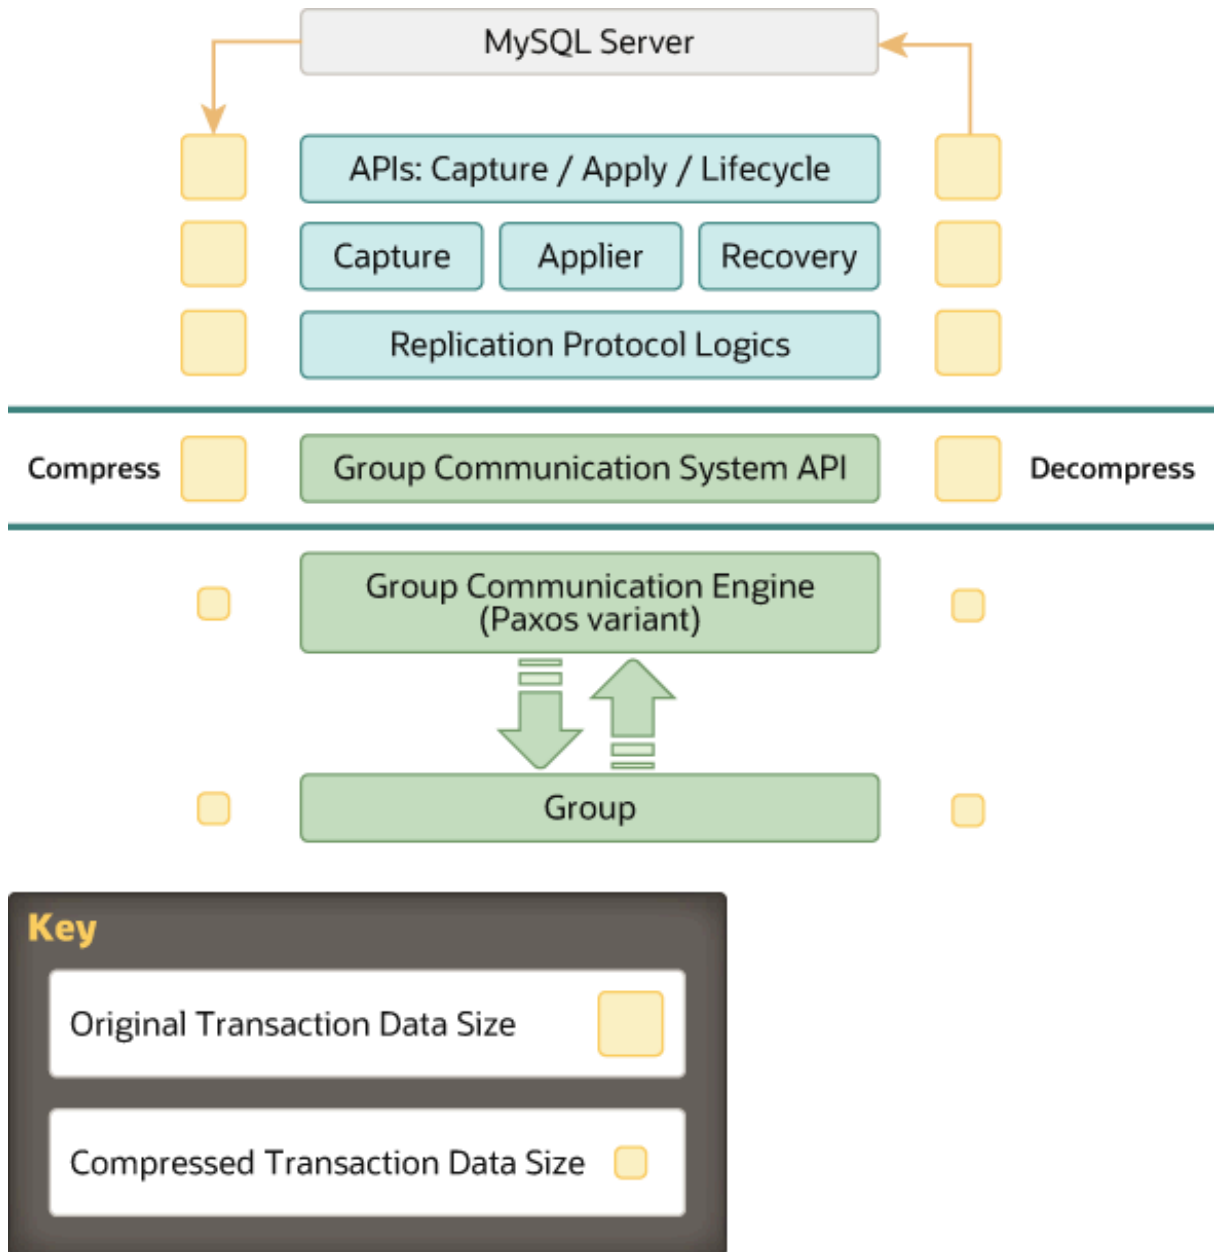 MySQL Server
APIs: Capture / Apply / Lifecycle
Capture
Applier
Recovery
Replication Protocol Logics
Compress
Group Communication System API
Decompress
Group Communication Engine
(Paxos variant)
Group
Key
Original Transaction Data Size
Compressed Transaction Data Size